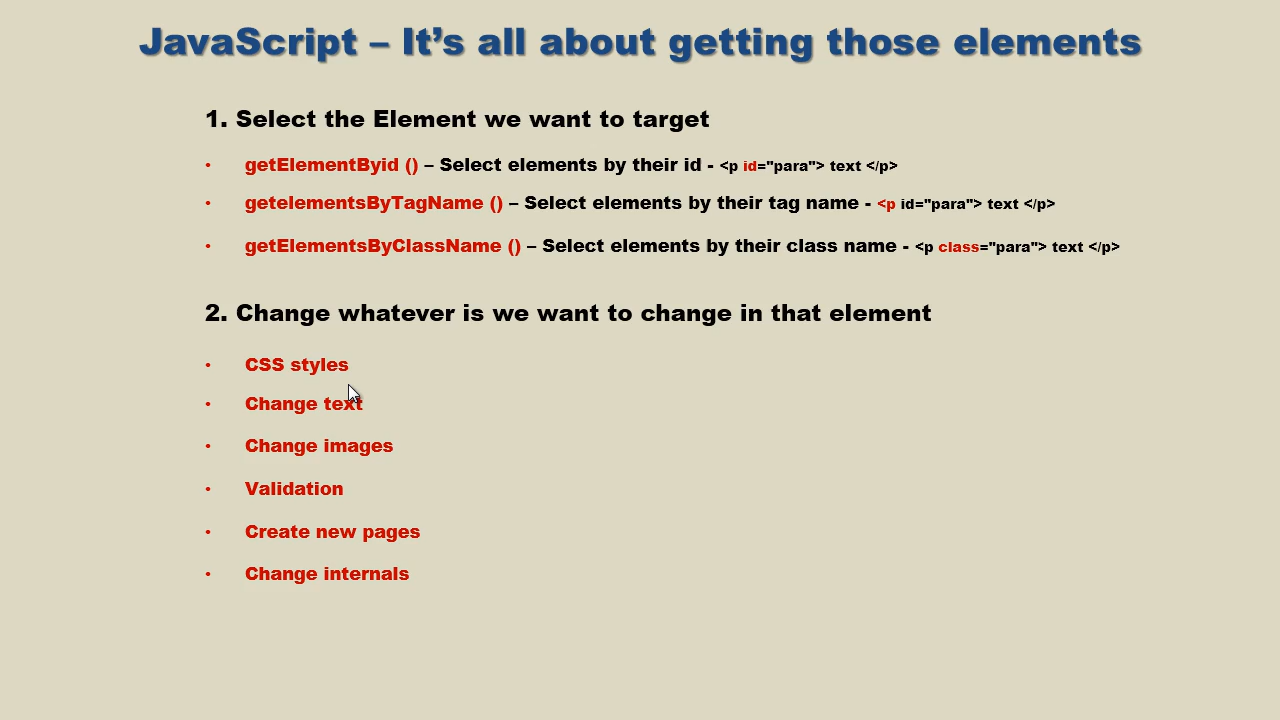 JavaScript – It’s all about getting those elements
1. Select the Element we want to target
• getElementByid () – Select elements by their id - <p id="para"> text </p>
• getelementsByTagName () – Select elements by their tag name - <p id="para"> text </p>
• getElementsByClassName () – Select elements by their class name - <p class="para"> text </p>
2. Change whatever is we want to change in that element
• CSS styles
• Change text
• Change images
• Validation
• Create new pages
• Change internals